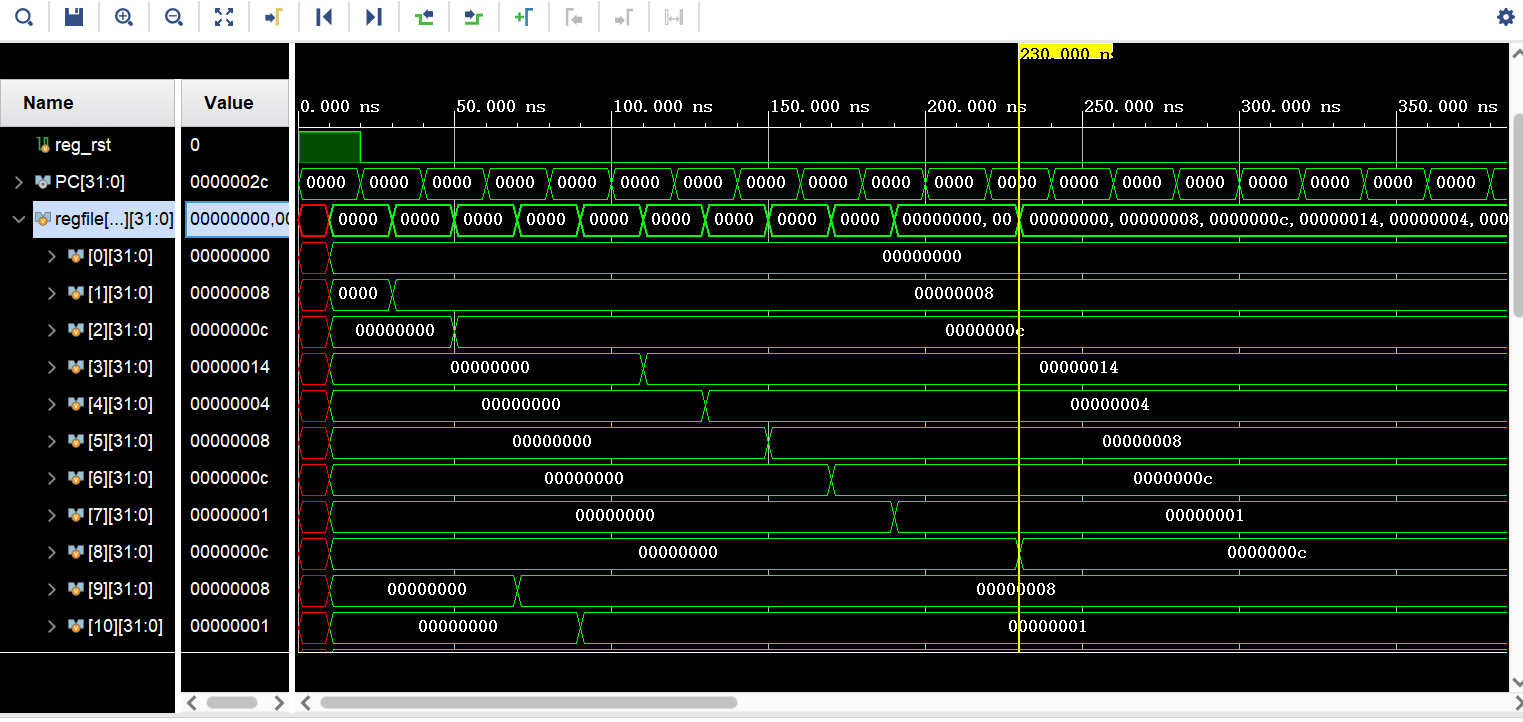 230.000 ns
Name Value 0.000 ns 50.000 ns 100.000 ns 150.000 ns 200.000 ns 250.000 ns 300.000 ns 350.000 ns
reg_rst 0
PC[31:0] 0000002c 0000 0000 0000 0000 0000 0000 0000 0000 0000 0000 0000 0000 0000 0000 0000 0000 0000 0000 0000
regfile[...][31:0] 00000000,00 0000 0000 0000 0000 0000 0000 0000 0000 0000 00000000,00 00000000,00000008,0000000c,00000014,00000004,000
[0][31:0] 00000000 00000000
[1][31:0] 00000008 0000 00000008
[2][31:0] 0000000c 00000000 0000000c
[3][31:0] 00000014 00000000 00000014
[4][31:0] 00000004 00000000 00000004
[5][31:0] 00000008 00000000 00000008
[6][31:0] 0000000c 00000000 0000000c
[7][31:0] 00000001 00000000 00000001
[8][31:0] 0000000c 00000000 0000000c
[9][31:0] 00000008 00000000 00000008
[10][31:0] 00000001 00000000 00000001